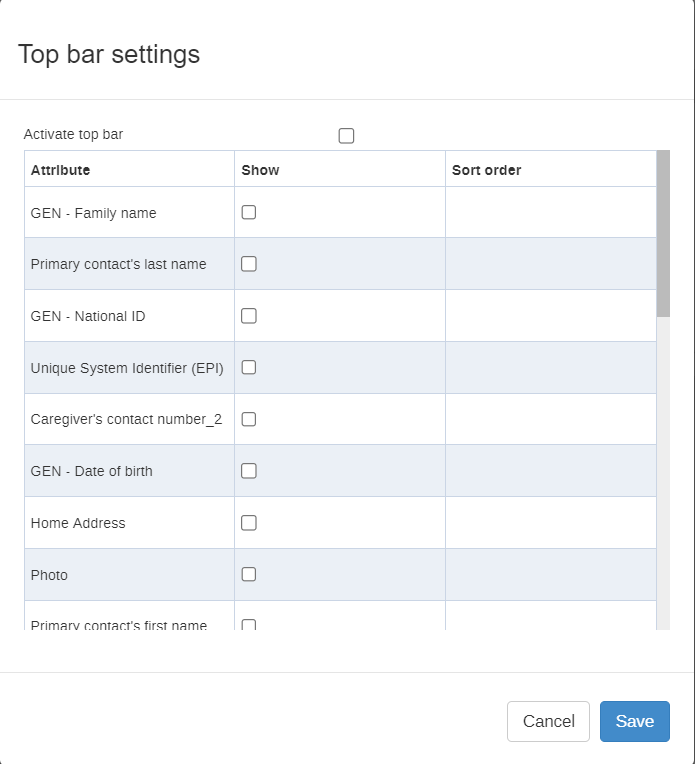 Top bar settings
Activate top bar
Attribute Show Sort order
GEN - Family name
Primary contact's last name
GEN - National ID
Unique System Identifier (EPI)
Caregiver's contact number_2
GEN - Date of birth
Home Address
Photo
Primary contact's first name
Cancel Save